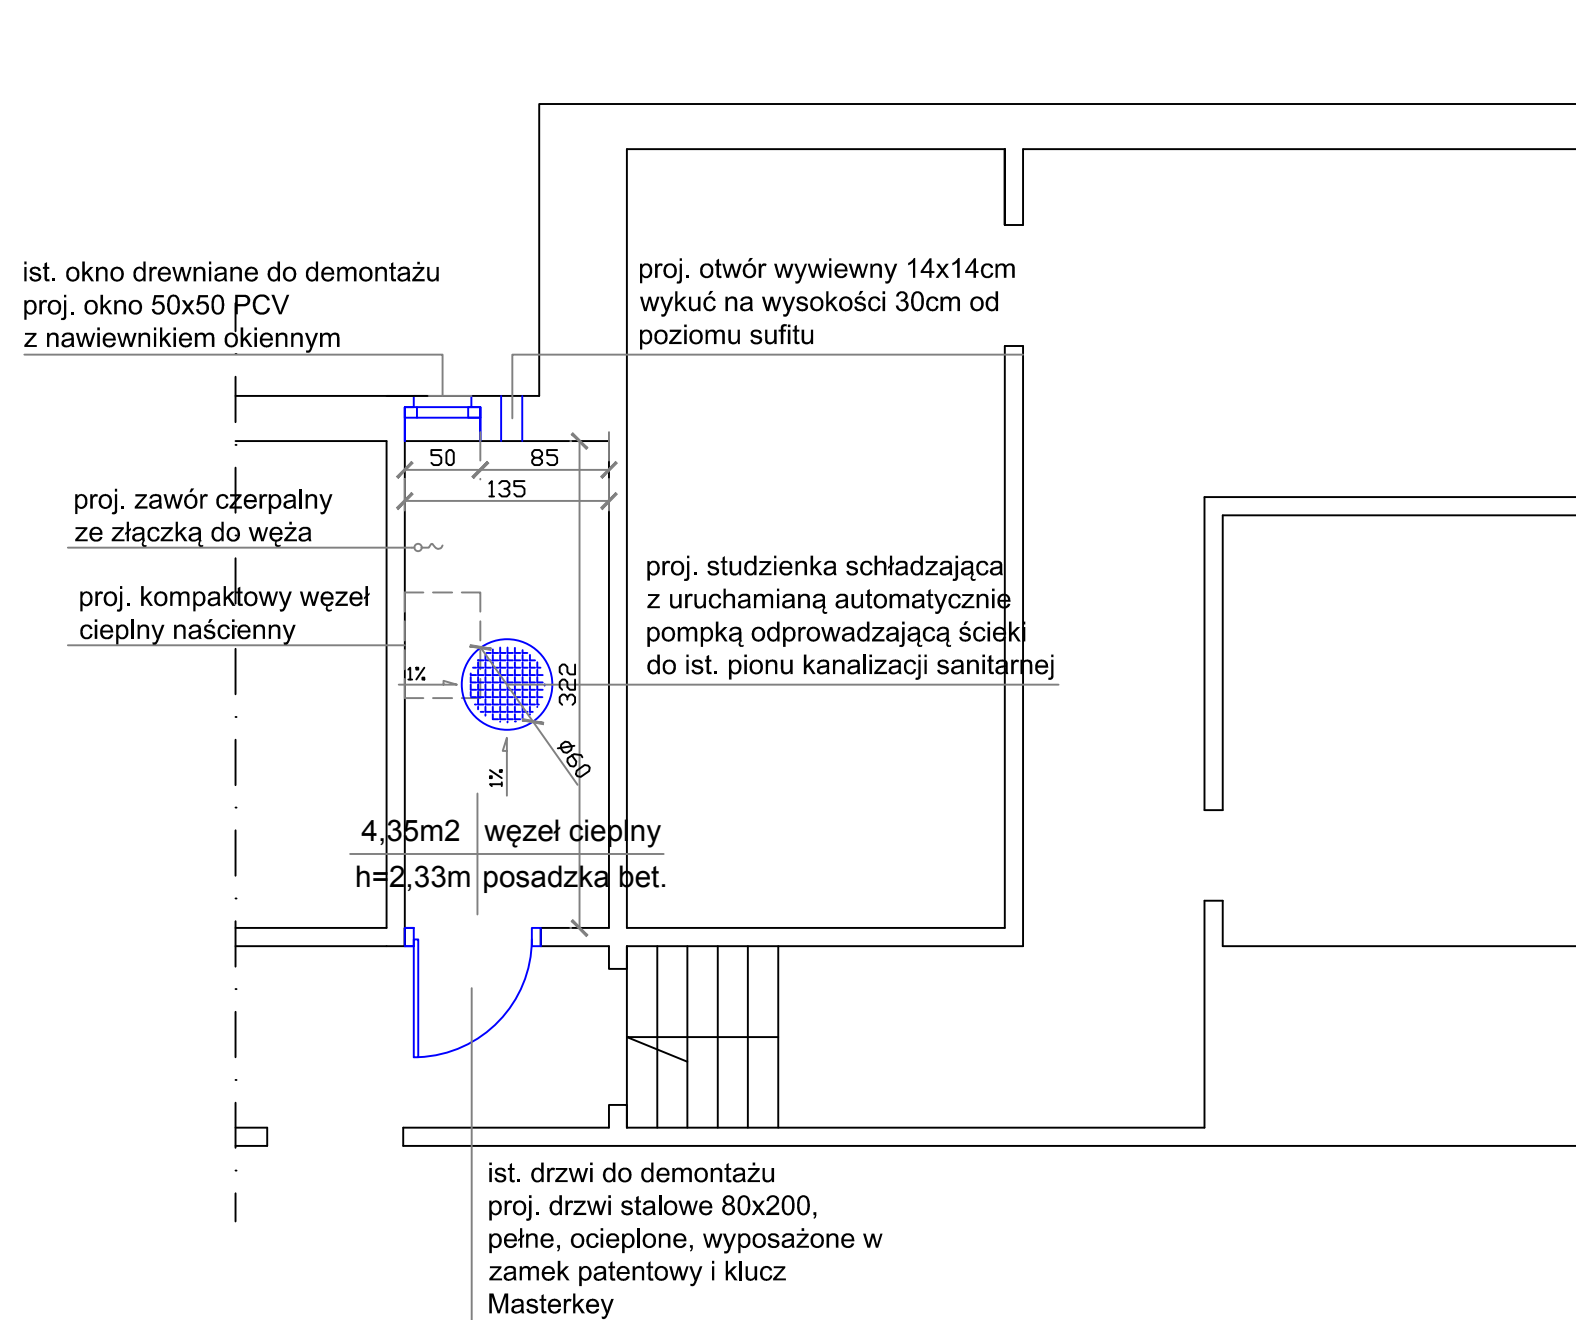 ist. okno drewniane do demontażu
proj. okno 50x50 PCV
z nawiewnikiem okiennym
proj. otwór wywiewny 14x14cm
wykuć na wysokości 30cm od
poziomu sufitu
50
85
135
proj. zawór czerpalny
ze złączką do węża
proj. kompaktowy węzeł
cieplny naścienny
proj. studzienka schładzająca
z uruchamianą automatycznie
pompką odprowadzającą ścieki
do ist. pionu kanalizacji sanitarnej
1%
322
ϕ60
1%
4,35m2 węzeł cieplny
h=2,33m posadzka bet.
ist. drzwi do demontażu
proj. drzwi stalowe 80x200,
pełne, ocieplone, wyposażone w
zamek patentowy i klucz
Masterkey